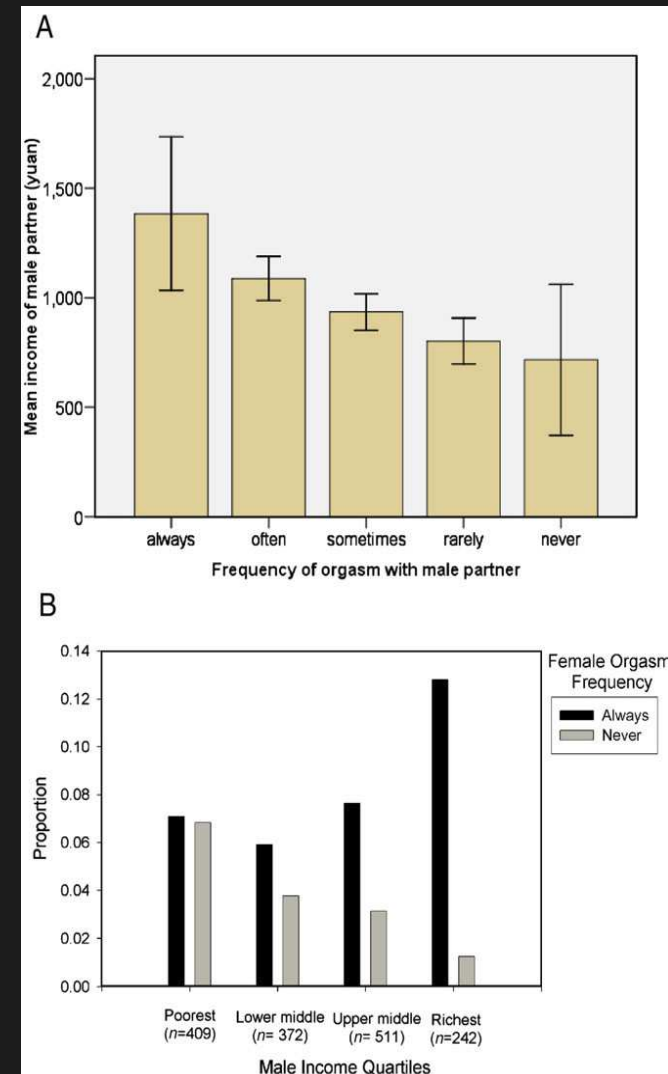 A
2,000
1,500
1,000
500
0
Mean income of male partner (yuan)
always often sometimes rarely never
Frequency of orgasm with male partner
B
0.14
0.12
0.10
0.08
0.06
0.04
0.02
0.00
Proportion
Female Orgasm
Frequency
Always
Never
Poorest Lower middle Upper middle Richest
(n=409) (n= 372) (n= 511) (n=242)
Male Income Quartiles